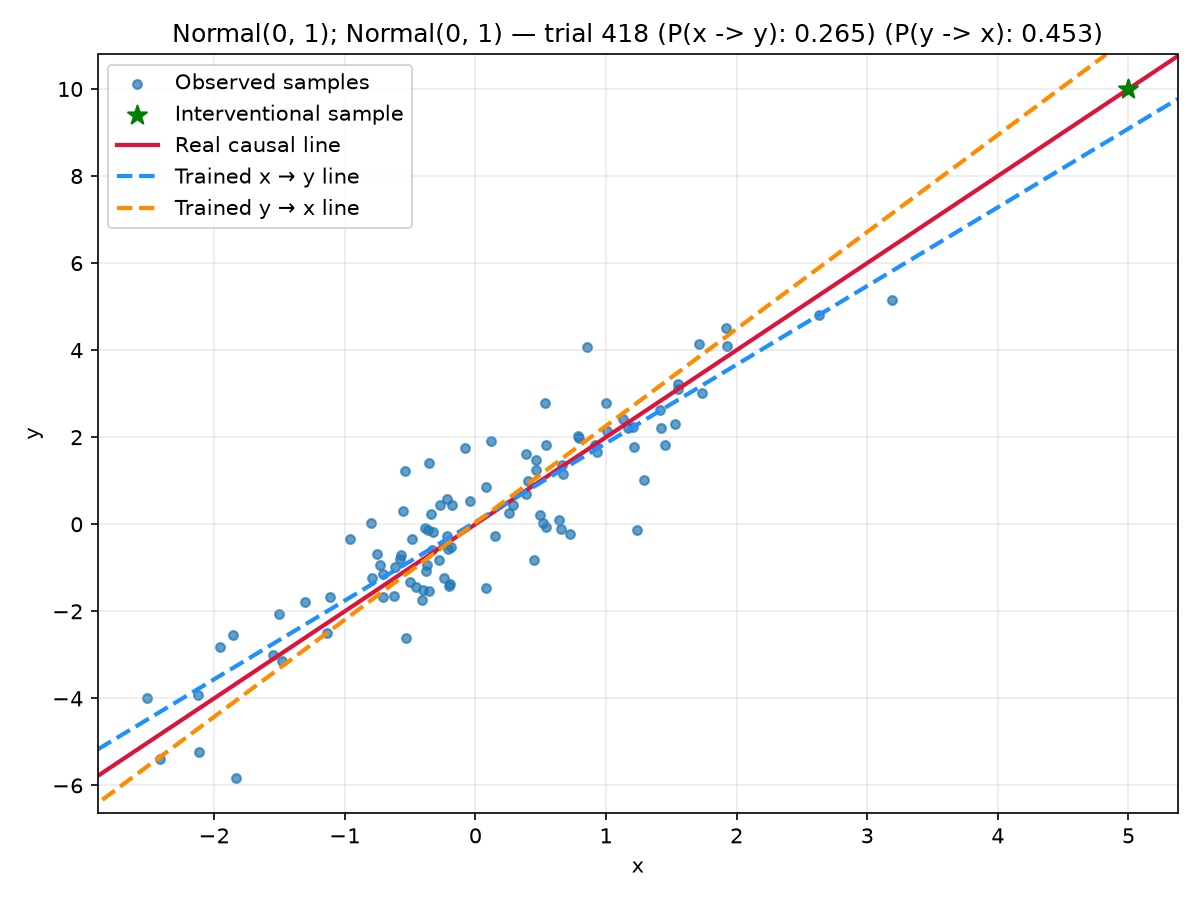 Normal(0, 1); Normal(0, 1) — trial 418 (P(x -> y): 0.265) (P(y -> x): 0.453)
Observed samples
Interventional sample
Real causal line
Trained x → y line
Trained y → x line
10
8
6
4
2
0
−2
−4
−6
y
−2 −1 0 1 2 3 4 5
x